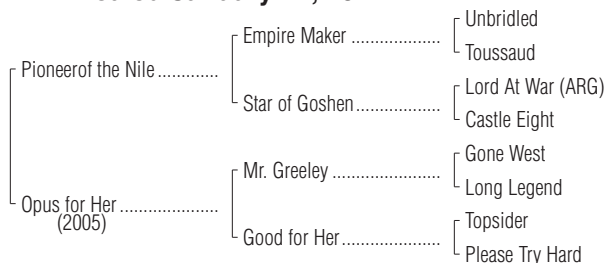 Unbridled
Empire Maker ....................
Toussaud
Pioneerof the Nile .............
Lord At War (ARG)
Star of Goshen...................
Castle Eight
Gone West
Mr. Greeley ........................
Long Legend
Opus for Her .....................
(2005)
Topsider
Good for Her......................
Please Try Hard